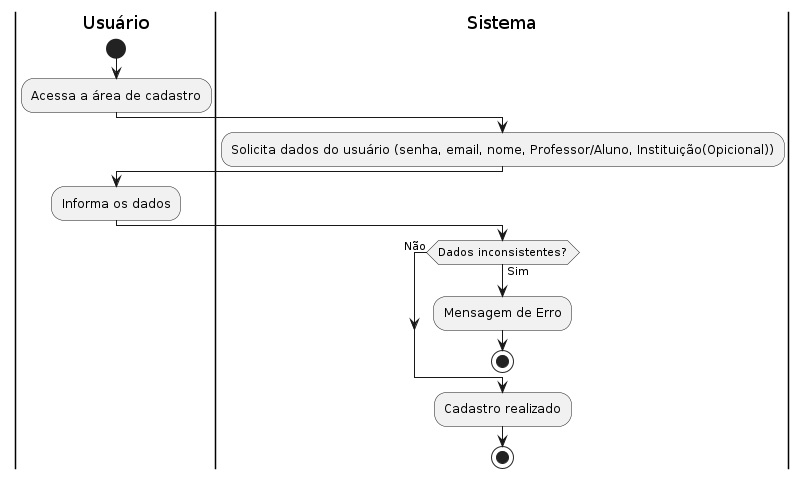 Usuário
Sistema
Acessa a área de cadastro
Solicita dados do usuário (senha, email, nome, Professor/Aluno, Instituição(Opicional))
Informa os dados
Não
Dados inconsistentes?
Sim
Mensagem de Erro
Cadastro realizado